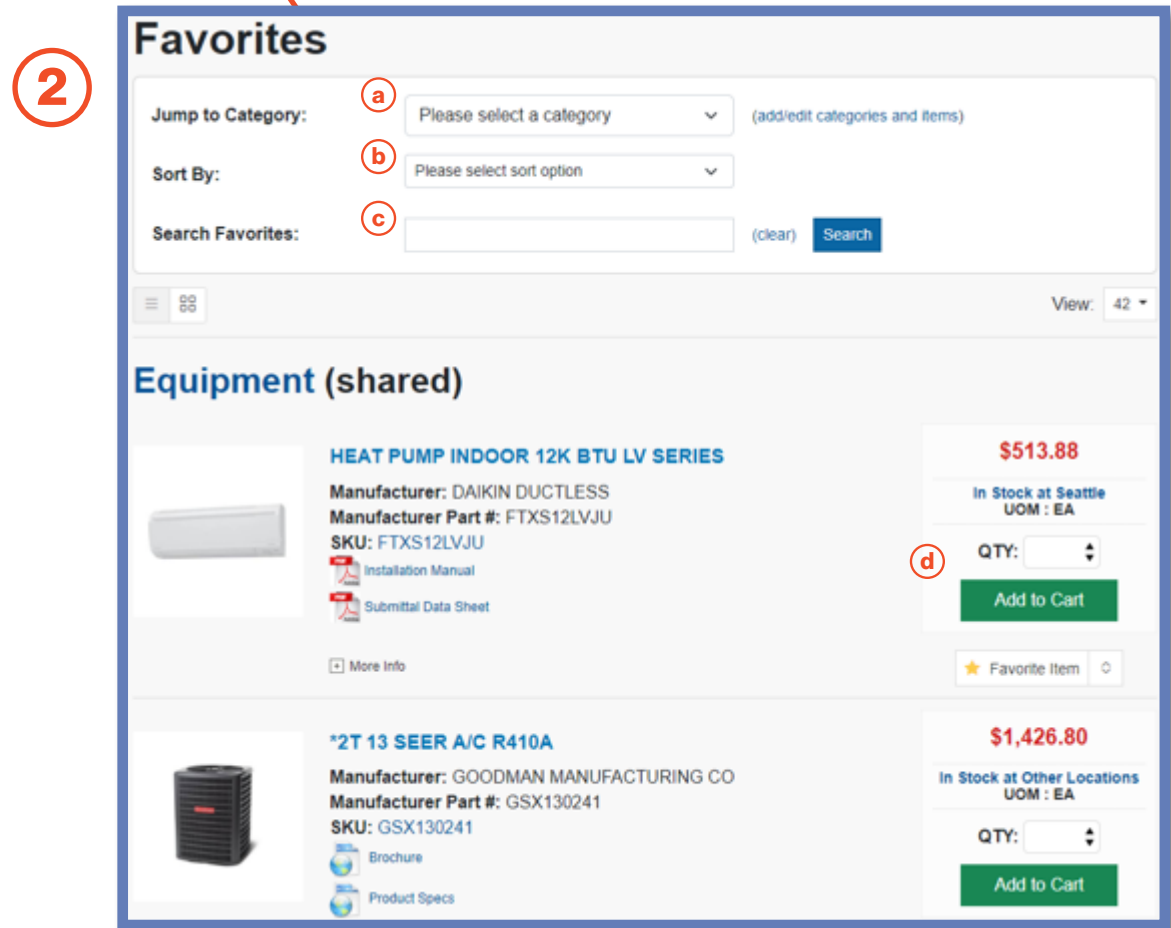 Favorites
2
Jump to Category: a Please select a category (add/edit categories and items)
Sort By: b Please select sort option
Search Favorites: c (clear) Search
View: 42
Equipment (shared)
HEAT PUMP INDOOR 12K BTU LV SERIES
Manufacturer: DAIKIN DUCTLESS
Manufacturer Part #: FTXS12LVJU
SKU: FTXS12LVJU
Installation Manual
Submittal Data Sheet
More Info
$513.88
In Stock at Seattle
UOM : EA
d QTY:
Add to Cart
Favorite Item
*2T 13 SEER A/C R410A
Manufacturer: GOODMAN MANUFACTURING CO
Manufacturer Part #: GSX130241
SKU: GSX130241
Brochure
Product Specs
$1,426.80
In Stock at Other Locations
UOM : EA
QTY:
Add to Cart